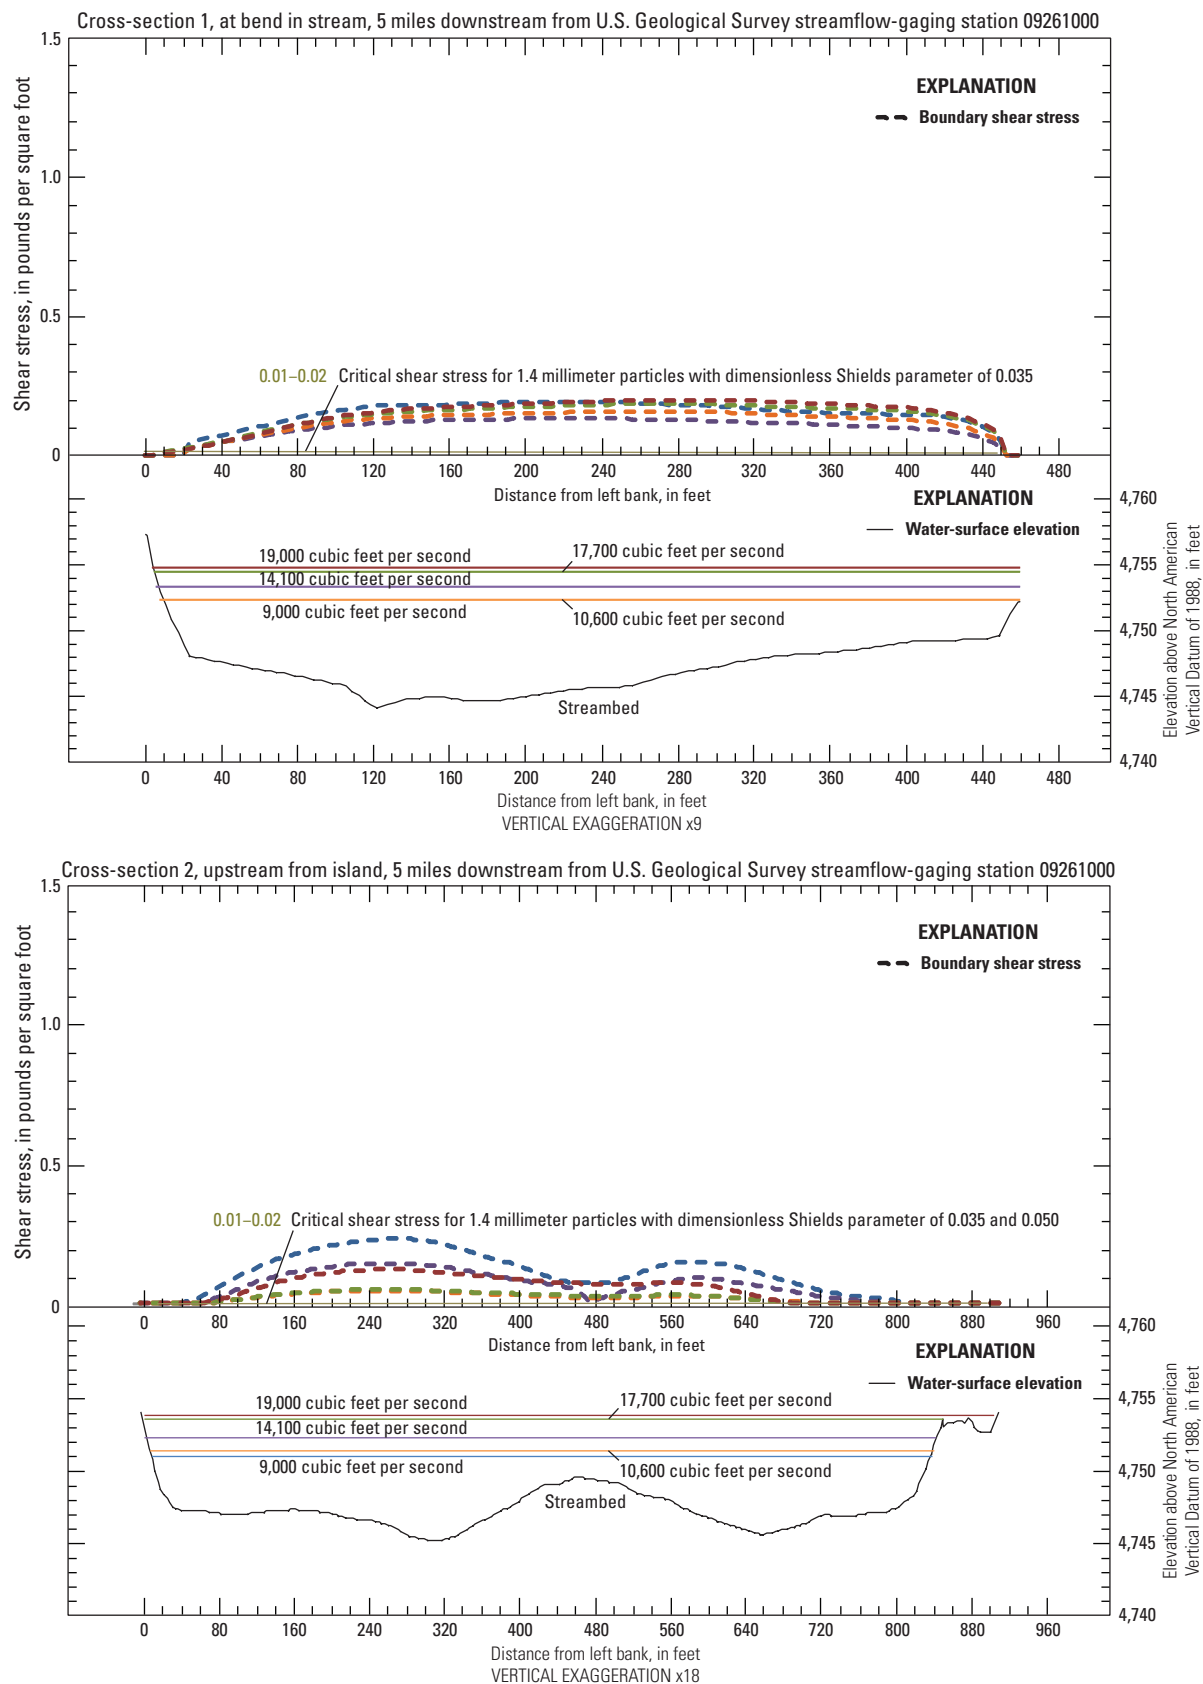 Cross-section 1, at bend in stream, 5 miles downstream from U.S. Geological Survey streamflow-gaging station 09261000
1.5
1.0
0.5
0
Shear stress, in pounds per square foot
EXPLANATION
Boundary shear stress
0.01–0.02 Critical shear stress for 1.4 millimeter particles with dimensionless Shields parameter of 0.035
0 40 80 120 160 200 240 280 320 360 400 440 480
Distance from left bank, in feet
EXPLANATION
Water-surface elevation
19,000 cubic feet per second
17,700 cubic feet per second
14,100 cubic feet per second
9,000 cubic feet per second
10,600 cubic feet per second
Streambed
4,760
4,755
4,750
4,745
4,740
Elevation above North American
Vertical Datum of 1988, in feet
0 40 80 120 160 200 240 280 320 360 400 440 480
Distance from left bank, in feet
VERTICAL EXAGGERATION x9
Cross-section 2, upstream from island, 5 miles downstream from U.S. Geological Survey streamflow-gaging station 09261000
1.5
1.0
0.5
0
Shear stress, in pounds per square foot
EXPLANATION
Boundary shear stress
0.01–0.02 Critical shear stress for 1.4 millimeter particles with dimensionless Shields parameter of 0.035 and 0.050
0 80 160 240 320 400 480 560 640 720 800 880 960
Distance from left bank, in feet
EXPLANATION
Water-surface elevation
19,000 cubic feet per second
17,700 cubic feet per second
14,100 cubic feet per second
9,000 cubic feet per second
10,600 cubic feet per second
Streambed
4,760
4,755
4,750
4,745
4,740
Elevation above North American
Vertical Datum of 1988, in feet
0 80 160 240 320 400 480 560 640 720 800 880 960
Distance from left bank, in feet
VERTICAL EXAGGERATION x18